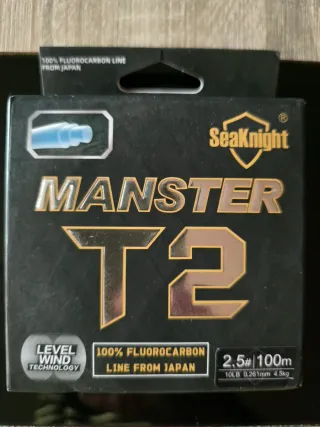 100% FLUOROCARBON LINE
FROM JAPAN
SeaKnight®
MANSTER
T2
LEVEL
WIND
TECHNOLOGY
100% FLUOROCARBON
LINE FROM JAPAN
2.5# 100m
10LB 0.261mm 4.3kg